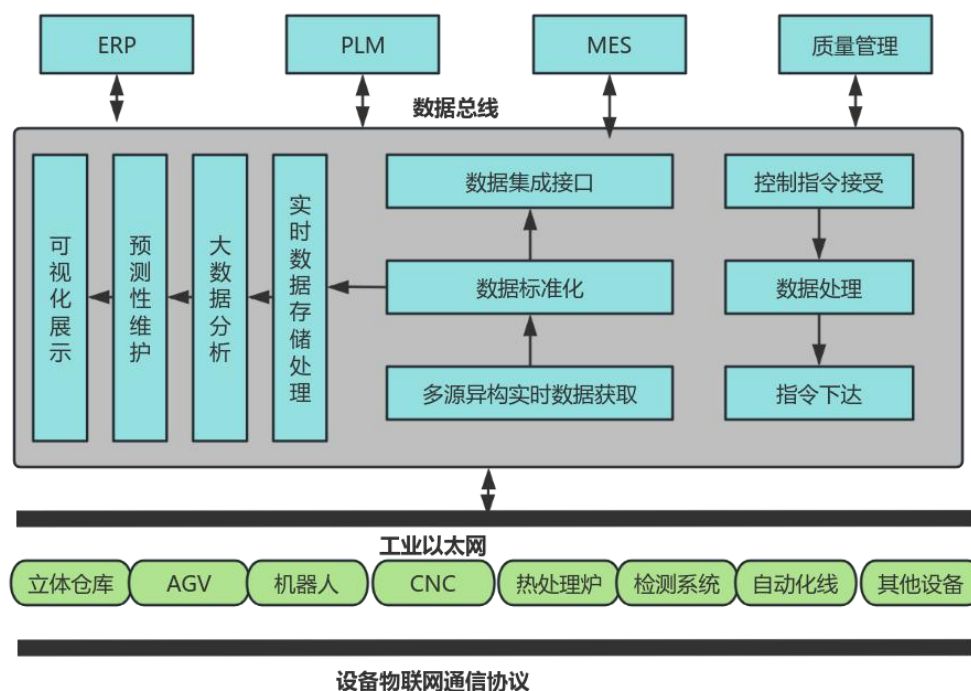 ERP
PLM
MES
质量管理
数据总线
可视化展示
预测性维护
大数据分析
实时数据存储处理
数据集成接口
数据标准化
多源异构实时数据获取
控制指令接受
数据处理
指令下达
工业以太网
立体仓库
AGV
机器人
CNC
热处理炉
检测系统
自动化线
其他设备
设备物联网通信协议